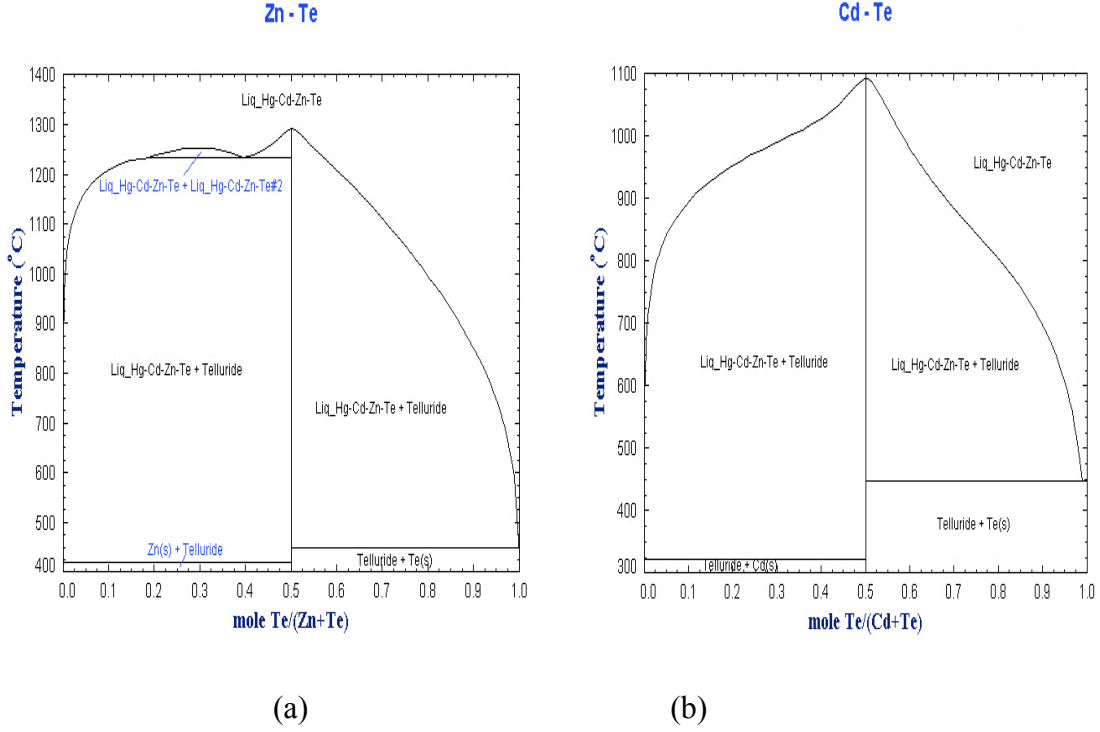 Zn - Te
1400
1300
1200
1100
1000
900
800
700
600
500
400
Temperature (°C)
Liq_Hg-Cd-Zn-Te
Liq_Hg-Cd-Zn-Te + Liq_Hg-Cd-Zn-Te#2
Liq_Hg-Cd-Zn-Te + Telluride
Liq_Hg-Cd-Zn-Te + Telluride
Zn(s) + Telluride
Telluride + Te(s)
0.0 0.1 0.2 0.3 0.4 0.5 0.6 0.7 0.8 0.9 1.0
mole Te/(Zn+Te)
(a)
Cd - Te
1100
1000
900
800
700
600
500
400
300
Temperature (°C)
Liq_Hg-Cd-Zn-Te
Liq_Hg-Cd-Zn-Te + Telluride
Liq_Hg-Cd-Zn-Te + Telluride
Telluride + Te(s)
Telluride + Cd(s)
0.0 0.1 0.2 0.3 0.4 0.5 0.6 0.7 0.8 0.9 1.0
mole Te/(Cd+Te)
(b)